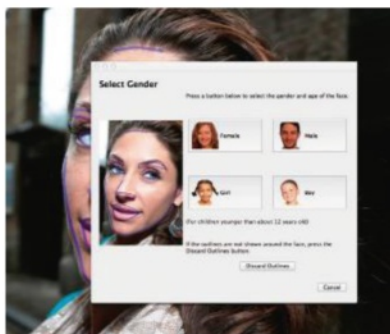 Select Gender
Press a button below to select the gender and age of the face.
Female
Male
Girl
Boy
(For children younger than about 12 years old)
If the outlines are not shown around the face, press the
Discard Outlines button.
Discard Outlines
Cancel